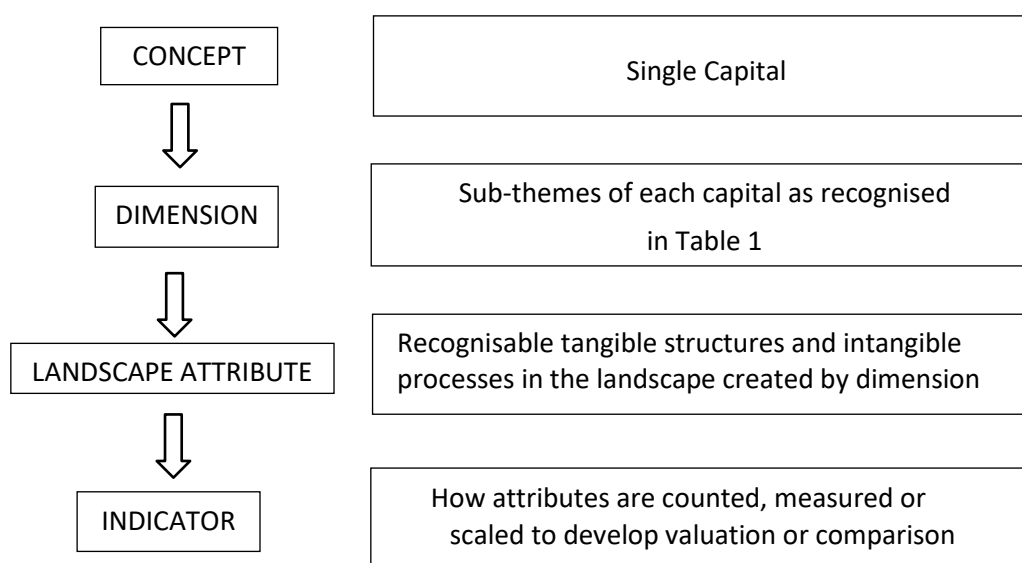 CONCEPT
Single Capital
DIMENSION
Sub-themes of each capital as recognised
in Table 1
LANDSCAPE ATTRIBUTE
Recognisable tangible structures and intangible
processes in the landscape created by dimension
INDICATOR
How attributes are counted, measured or
scaled to develop valuation or comparison